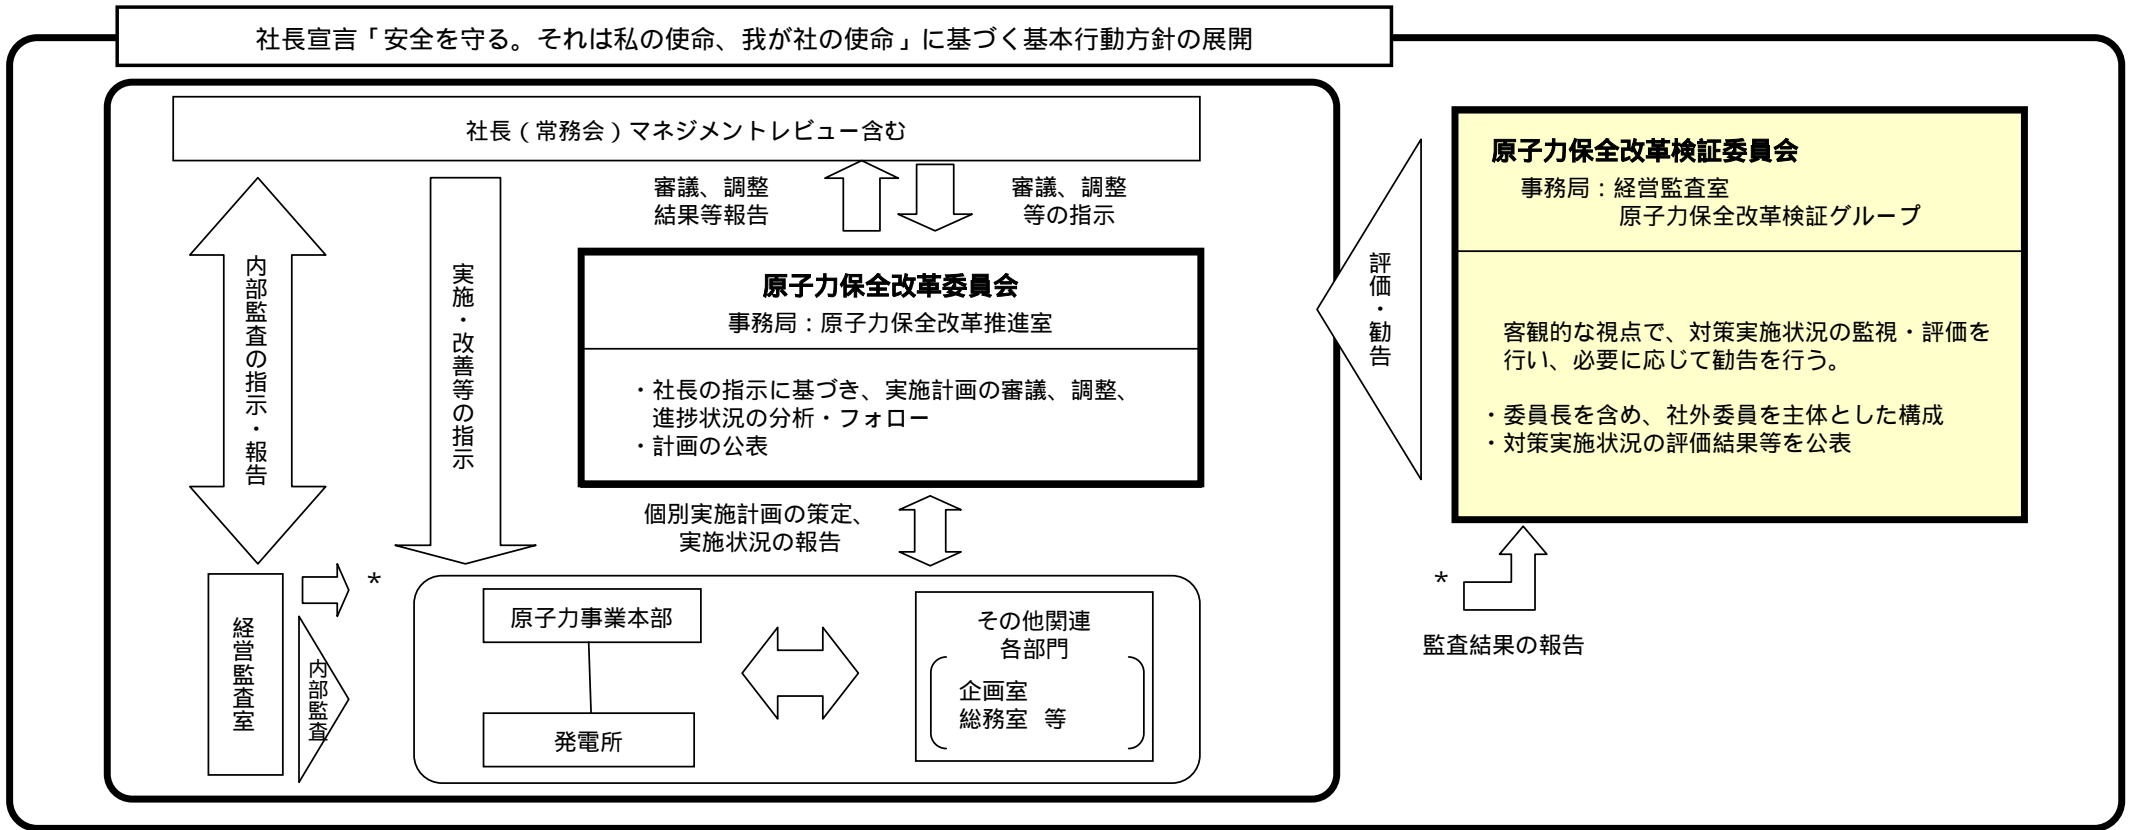 社長宣言「安全を守る。それは私の使命、我が社の使命」に基づく基本行動方針の展開
社長（常務会）マネジメントレビュー含む
審議、調整
結果等報告
審議、調整
等の指示
内部監査の指示・報告
実施・改善等の指示
原子力保全改革委員会
事務局：原子力保全改革推進室
・社長の指示に基づき、実施計画の審議、調整、
進捗状況の分析・フォロー
・計画の公表
個別実施計画の策定、
実施状況の報告
経営監査室
*
内部監査
原子力事業本部
発電所
その他関連
各部門
企画室
総務室 等
評価・勧告
原子力保全改革検証委員会
事務局：経営監査室
原子力保全改革検証グループ
客観的な視点で、対策実施状況の監視・評価を
行い、必要に応じて勧告を行う。
・委員長を含め、社外委員を主体とした構成
・対策実施状況の評価結果等を公表
*
監査結果の報告